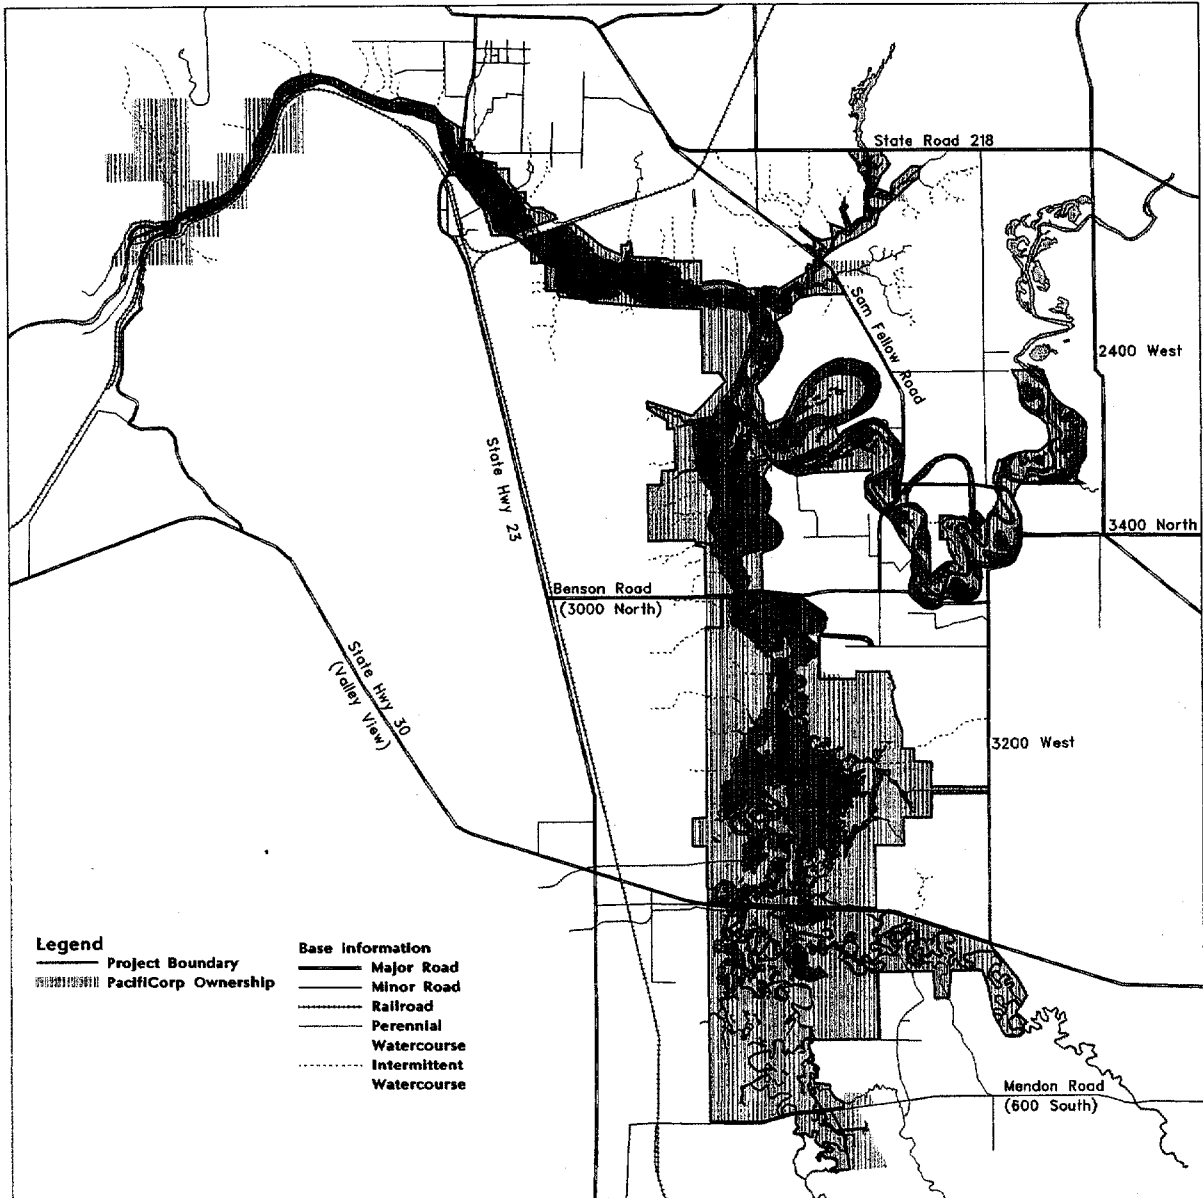 State Road 218
Sam Fellow Road
2400 West
State Hwy 23
3400 North
Benson Road
(3000 North)
State Hwy 30
(Valley View)
3200 West
Legend
Project Boundary
PacifiCorp Ownership
Base information
Major Road
Minor Road
Railroad
Perennial
Watercourse
Intermittent
Watercourse
Mendon Road
(600 South)